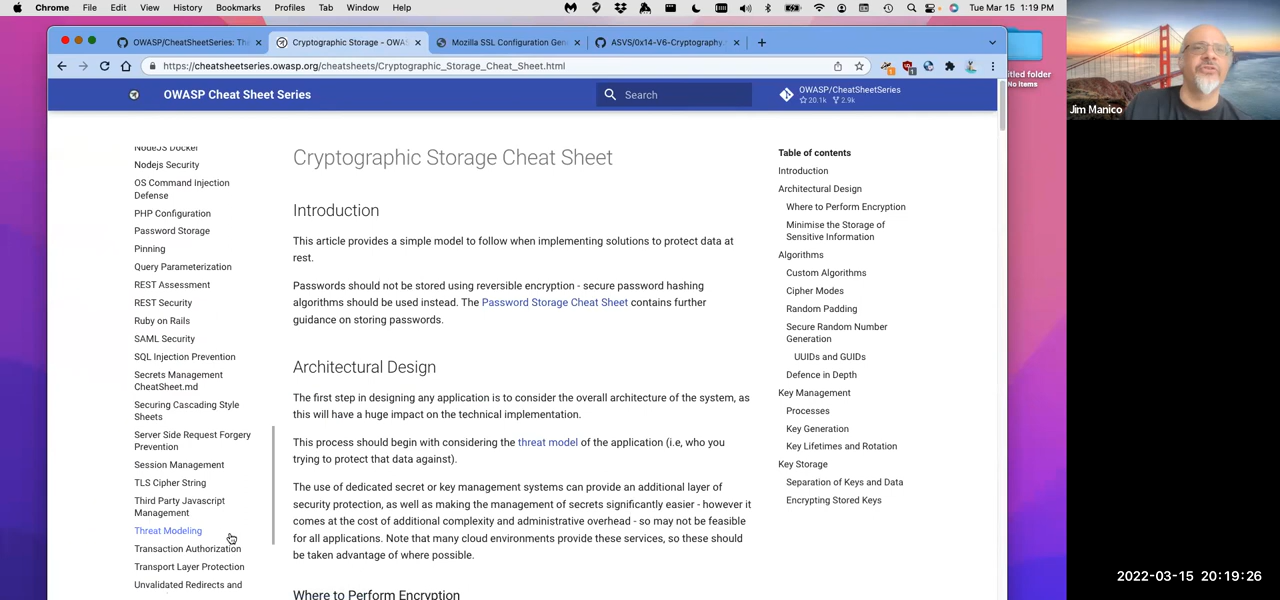 Chrome File Edit View History Bookmarks Profiles Tab Window Help Tue Mar 15 1:19 PM
OWASP/CheatSheetSeries: Th
Cryptographic Storage - OWAS
Mozilla SSL Configuration Gen
ASVS/0x14-V6-Cryptography.
https://cheatsheetseries.owasp.org/cheatsheets/Cryptographic_Storage_Cheat_Sheet.html
OWASP Cheat Sheet Series
Search
OWASP/CheatSheetSeries
20.1k 2.9k
NodeJS Docker
Nodejs Security
OS Command Injection
Defense
PHP Configuration
Password Storage
Pinning
Query Parameterization
REST Assessment
REST Security
Ruby on Rails
SAML Security
SQL Injection Prevention
Secrets Management
CheatSheet.md
Securing Cascading Style
Sheets
Server Side Request Forgery
Prevention
Session Management
TLS Cipher String
Third Party Javascript
Management
Threat Modeling
Transaction Authorization
Transport Layer Protection
Unvalidated Redirects and
Cryptographic Storage Cheat Sheet
Introduction
This article provides a simple model to follow when implementing solutions to protect data at
rest.
Passwords should not be stored using reversible encryption - secure password hashing
algorithms should be used instead. The Password Storage Cheat Sheet contains further
guidance on storing passwords.
Architectural Design
The first step in designing any application is to consider the overall architecture of the system, as
this will have a huge impact on the technical implementation.
This process should begin with considering the threat model of the application (i.e, who you
trying to protect that data against).
The use of dedicated secret or key management systems can provide an additional layer of
security protection, as well as making the management of secrets significantly easier - however it
comes at the cost of additional complexity and administrative overhead - so may not be feasible
for all applications. Note that many cloud environments provide these services, so these should
be taken advantage of where possible.
Where to Perform Encryption
Table of contents
Introduction
Architectural Design
Where to Perform Encryption
Minimise the Storage of
Sensitive Information
Algorithms
Custom Algorithms
Cipher Modes
Random Padding
Secure Random Number
Generation
UUIDs and GUIDs
Defence in Depth
Key Management
Processes
Key Generation
Key Lifetimes and Rotation
Key Storage
Separation of Keys and Data
Encrypting Stored Keys
titled folder
No items
Jim Manico
2022-03-15 20:19:26